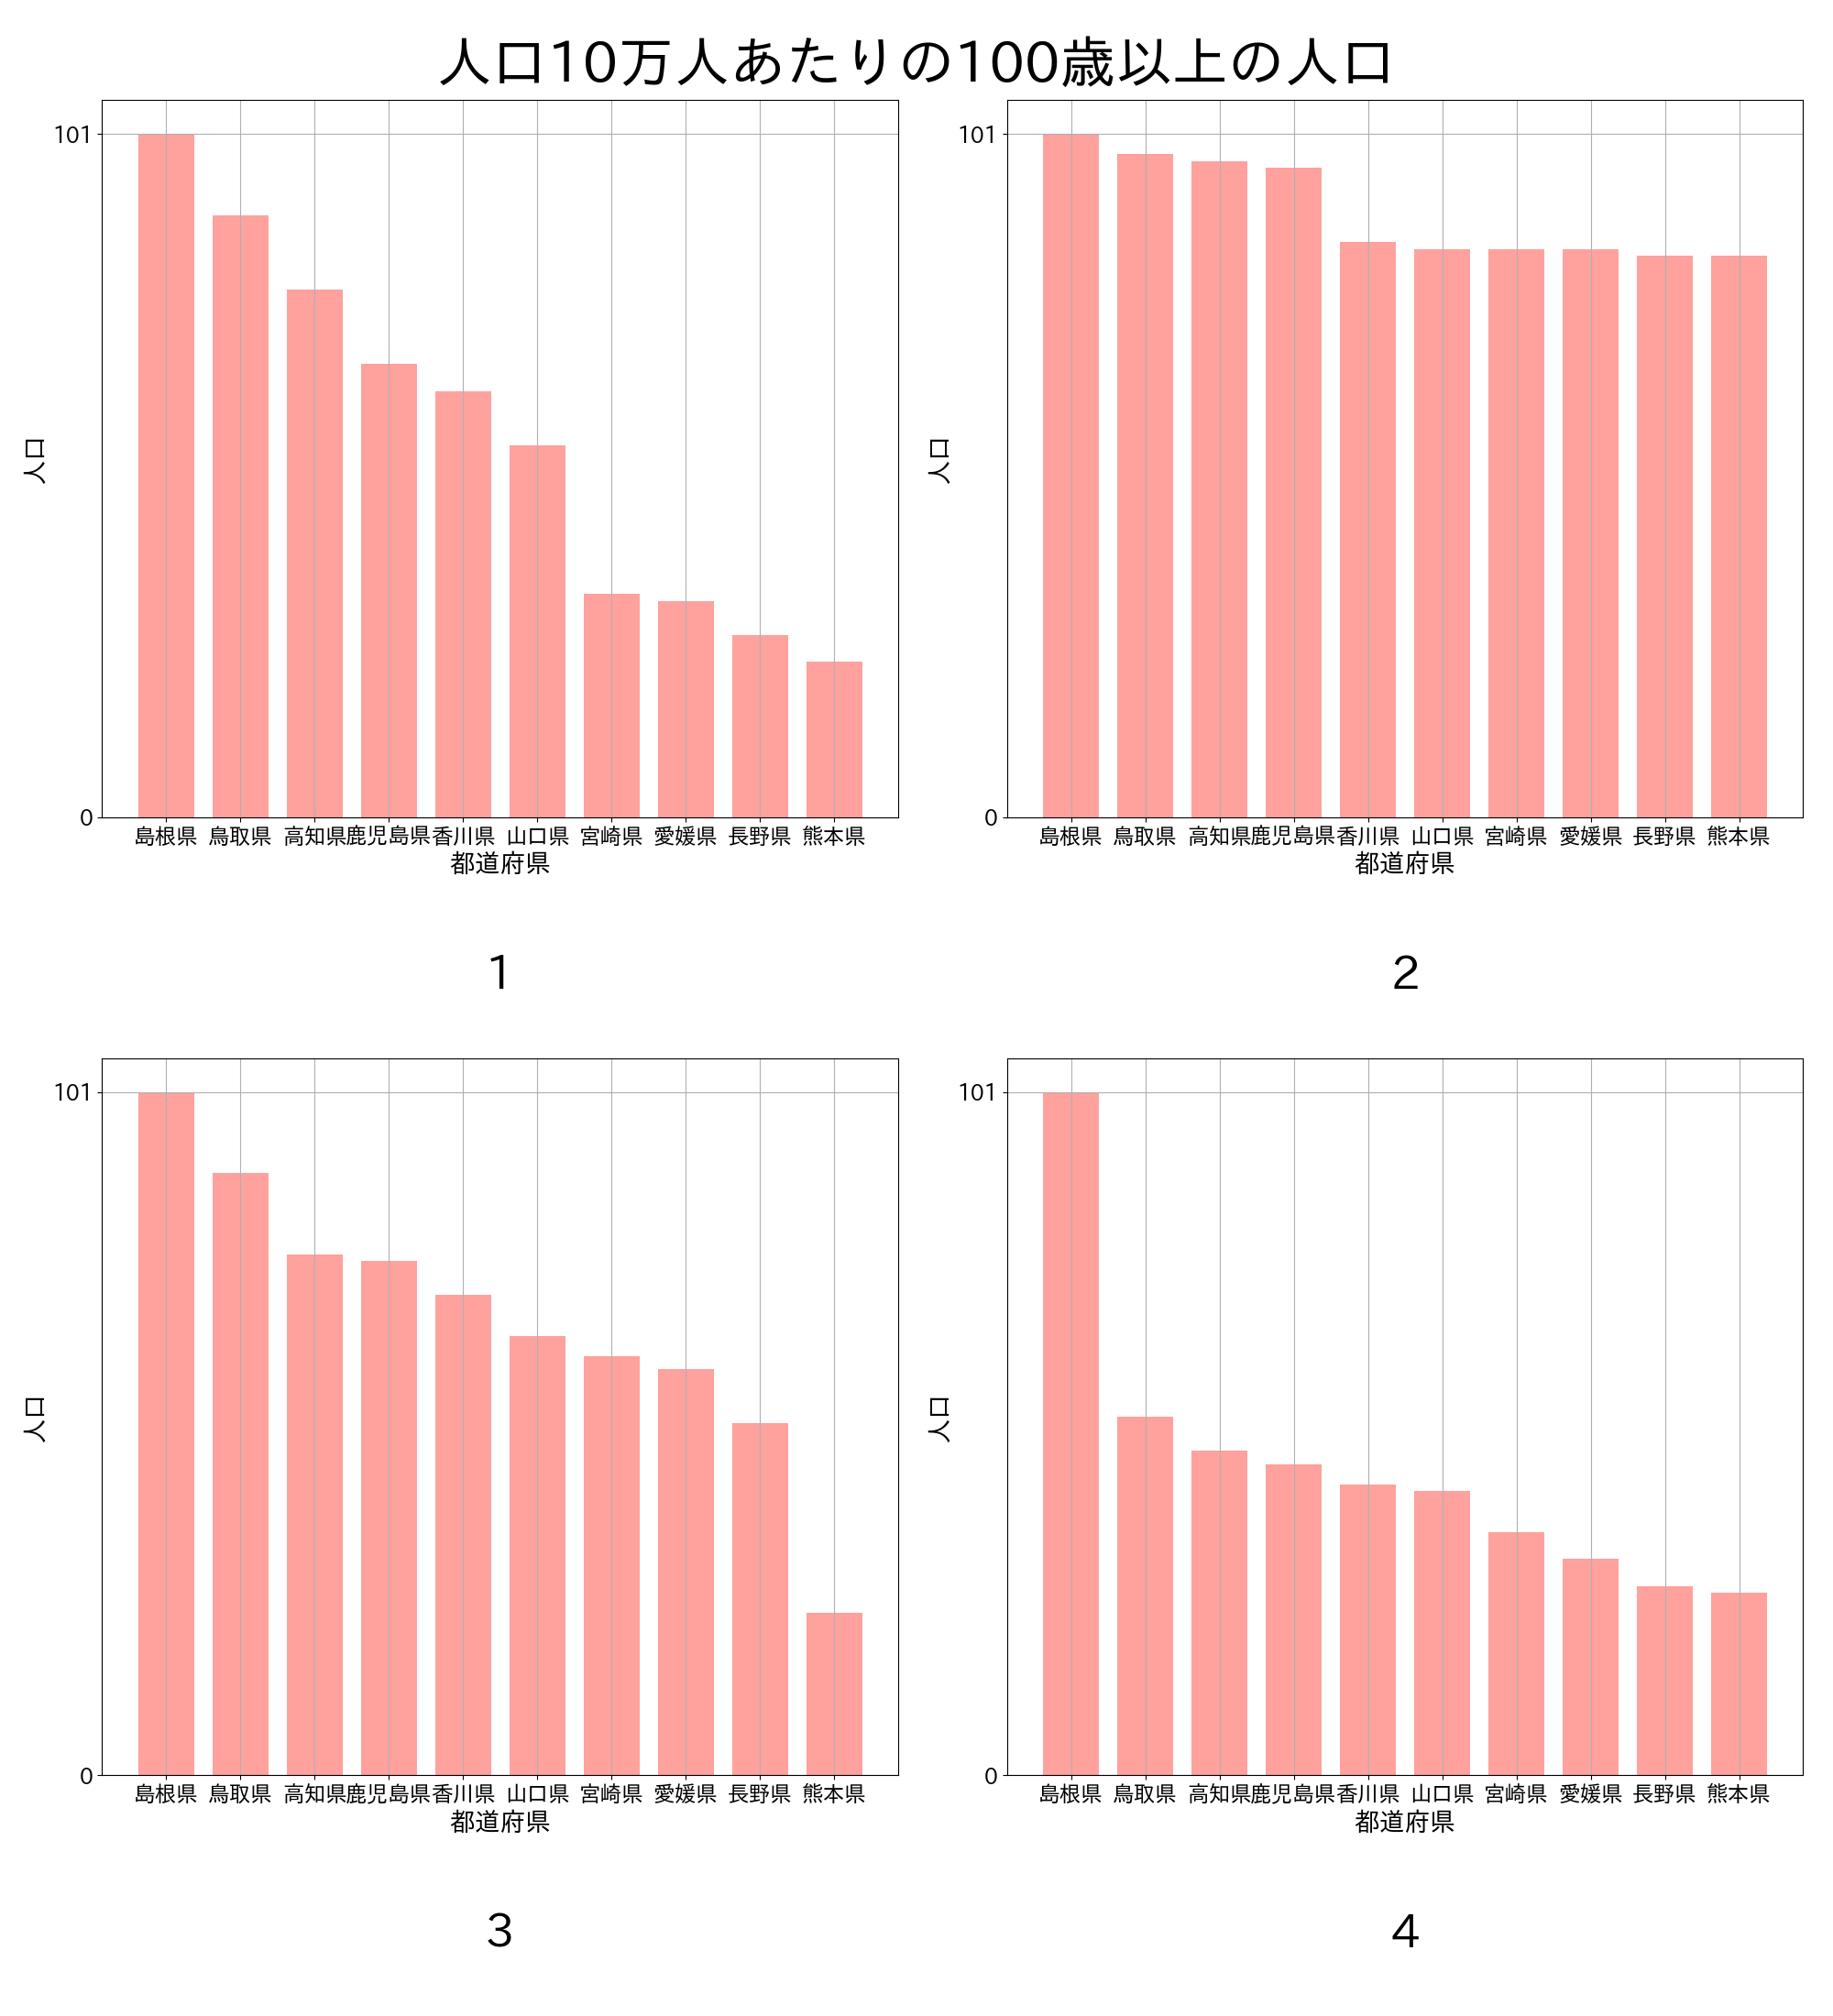 人口10万人あたりの100歳以上の人口
101
0
人口
島根県 鳥取県 高知県 鹿児島県 香川県 山口県 宮崎県 愛媛県 長野県 熊本県
都道府県
1
101
0
人口
島根県 鳥取県 高知県 鹿児島県 香川県 山口県 宮崎県 愛媛県 長野県 熊本県
都道府県
2
101
0
人口
島根県 鳥取県 高知県 鹿児島県 香川県 山口県 宮崎県 愛媛県 長野県 熊本県
都道府県
3
101
0
人口
島根県 鳥取県 高知県 鹿児島県 香川県 山口県 宮崎県 愛媛県 長野県 熊本県
都道府県
4